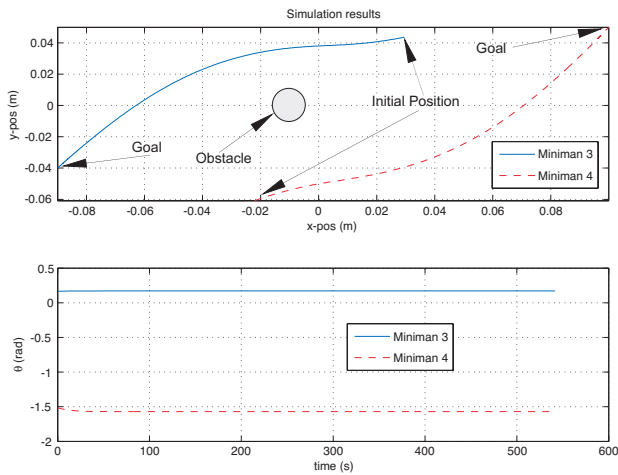 Simulation results
0.04
0.02
0
-0.02
-0.04
-0.06
y-pos (m)
Goal
Initial Position
Goal
Obstacle
Miniman 3
Miniman 4
-0.08
-0.06
-0.04
-0.02
0
0.02
0.04
0.06
0.08
x-pos (m)
0.5
0
-0.5
-1
-1.5
-2
θ (rad)
Miniman 3
Miniman 4
0
100
200
300
400
500
600
time (s)